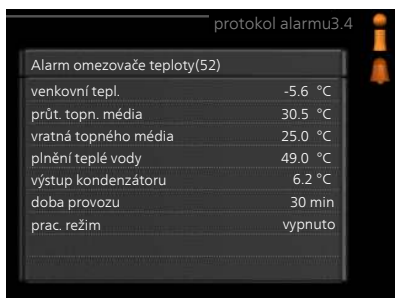 protokol alarmu3.4
Alarm omezovače teploty(52)
venkovní tepl. -5.6 °C
průt. topn. média 30.5 °C
vratná topného média 25.0 °C
plnění teplé vody 49.0 °C
výstup kondenzátoru 6.2 °C
doba provozu 30 min
prac. režim vypnuto